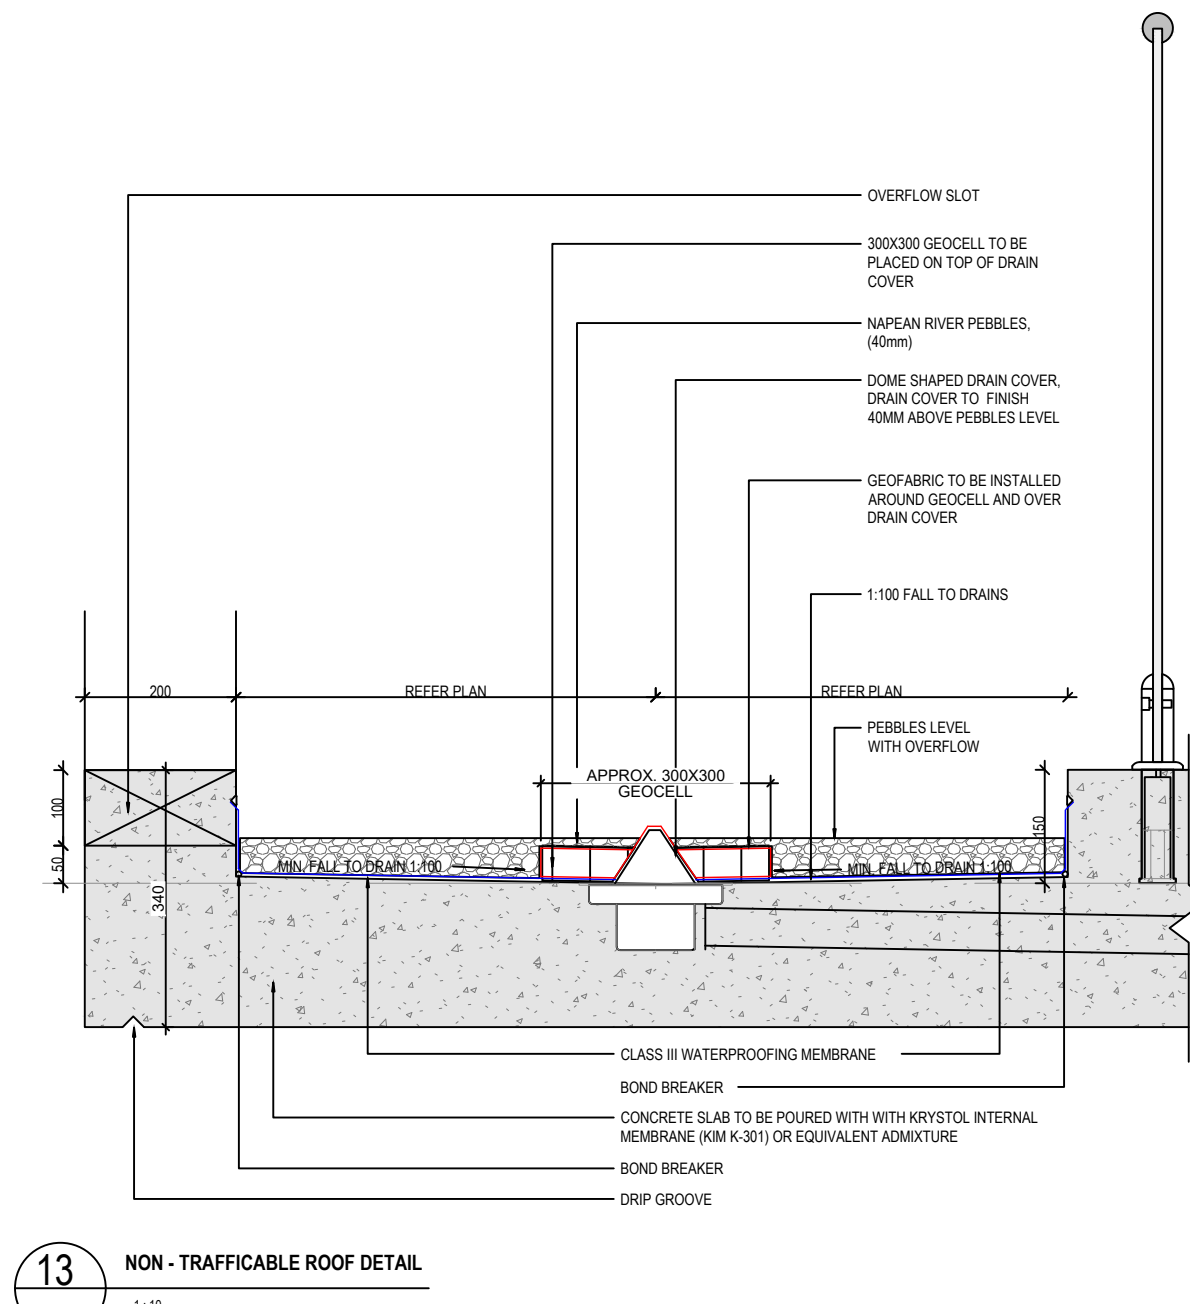 OVERFLOW SLOT
300X300 GEOCELL TO BE
PLACED ON TOP OF DRAIN
COVER
NAPEAN RIVER PEBBLES,
(40mm)
DOME SHAPED DRAIN COVER,
DRAIN COVER TO FINISH
40MM ABOVE PEBBLES LEVEL
GEOFABRIC TO BE INSTALLED
AROUND GEOCELL AND OVER
DRAIN COVER
1:100 FALL TO DRAINS
200
REFER PLAN
REFER PLAN
PEBBLES LEVEL
WITH OVERFLOW
APPROX. 300X300
GEOCELL
100
50
340
150
MIN. FALL TO DRAIN 1:100
MIN. FALL TO DRAIN 1:100
CLASS III WATERPROOFING MEMBRANE
BOND BREAKER
CONCRETE SLAB TO BE POURED WITH WITH KRYSTOL INTERNAL
MEMBRANE (KIM K-301) OR EQUIVALENT ADMIXTURE
BOND BREAKER
DRIP GROOVE
13
NON - TRAFFICABLE ROOF DETAIL
1 : 10